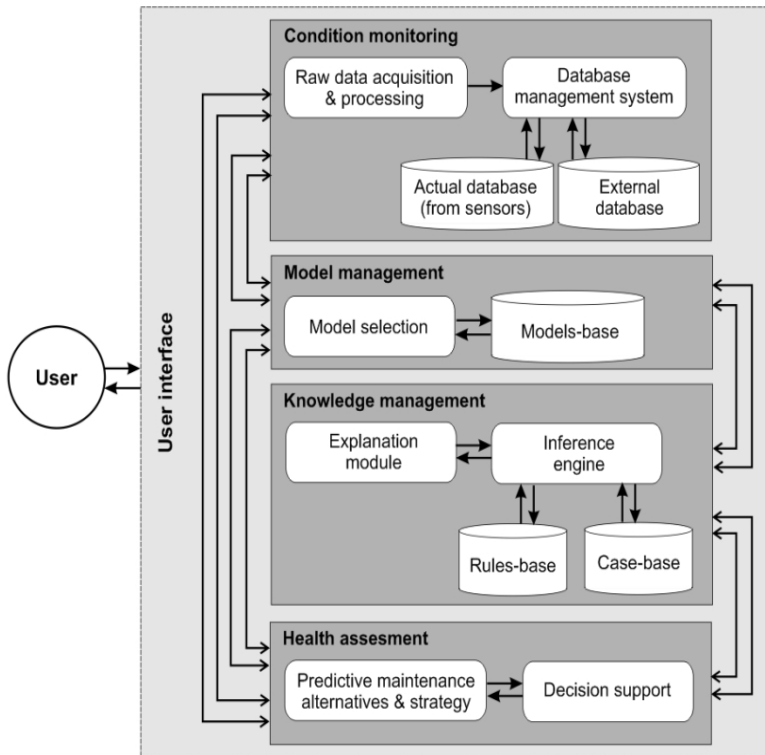 Condition monitoring
Raw data acquisition
& processing
Database
management system
Actual database
(from sensors)
External
database
Model management
Model selection
Models-base
User
User interface
Knowledge management
Explanation
module
Inference
engine
Rules-base
Case-base
Health assesment
Predictive maintenance
alternatives & strategy
Decision support